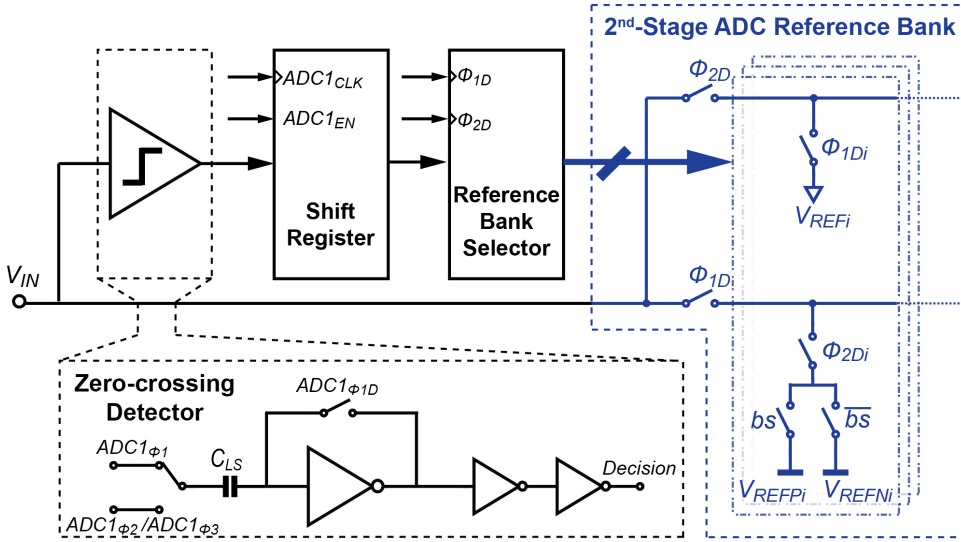 2nd-Stage ADC Reference Bank
ADC1CLK
ADC1EN
Shift
Register
Φ1D
Φ2D
Reference
Bank
Selector
Φ2D
Φ1Di
VREFi
VIN
Φ1D
Φ2Di
bs
bs
VREFPi
VREFNi
Zero-crossing
Detector
ADC1Φ1D
ADC1Φ1
CLS
Decision
ADC1Φ2/ADC1Φ3